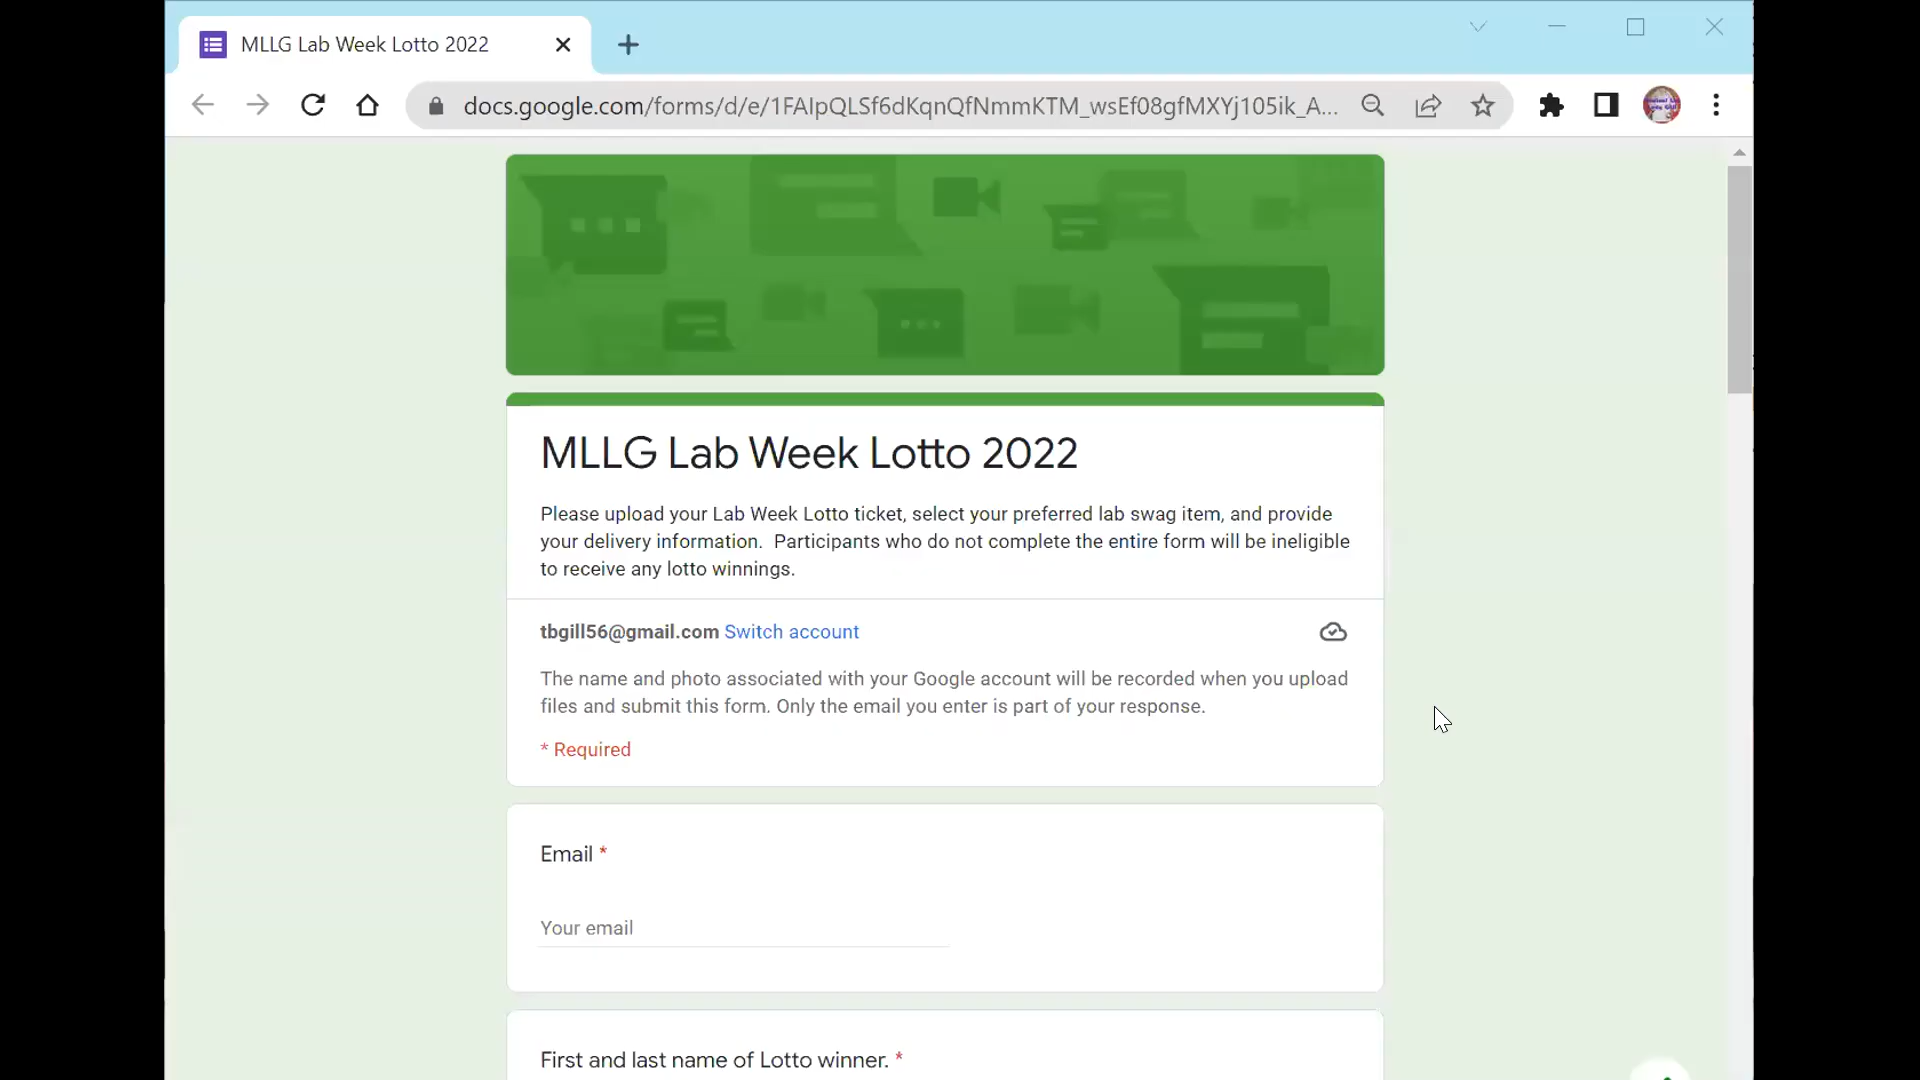 MLLG Lab Week Lotto 2022
docs.google.com/forms/d/e/1FAIpQLSf6dKqnQfNmmKTM_wsEf08gfMXYj105ik_A...
MLLG Lab Week Lotto 2022
Please upload your Lab Week Lotto ticket, select your preferred lab swag item, and provide
your delivery information.  Participants who do not complete the entire form will be ineligible
to receive any lotto winnings.
tbgill56@gmail.com Switch account
The name and photo associated with your Google account will be recorded when you upload
files and submit this form. Only the email you enter is part of your response.
* Required
Email *
Your email
First and last name of Lotto winner. *